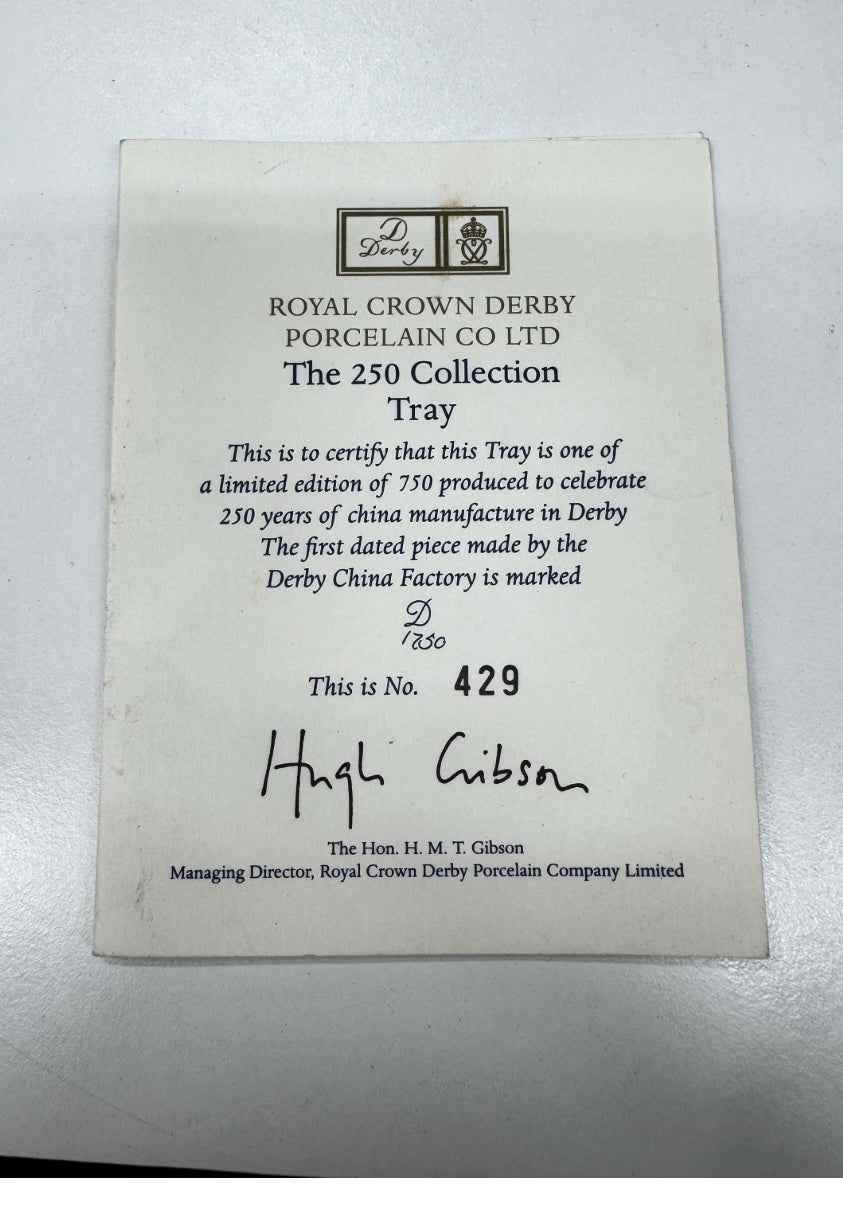 D
Derby
ROYAL CROWN DERBY
PORCELAIN CO LTD
The 250 Collection
Tray
This is to certify that this Tray is one of
a limited edition of 750 produced to celebrate
250 years of china manufacture in Derby
The first dated piece made by the
Derby China Factory is marked
D
1750
This is No. 429
Hugh Gibson
The Hon. H. M. T. Gibson
Managing Director, Royal Crown Derby Porcelain Company Limited